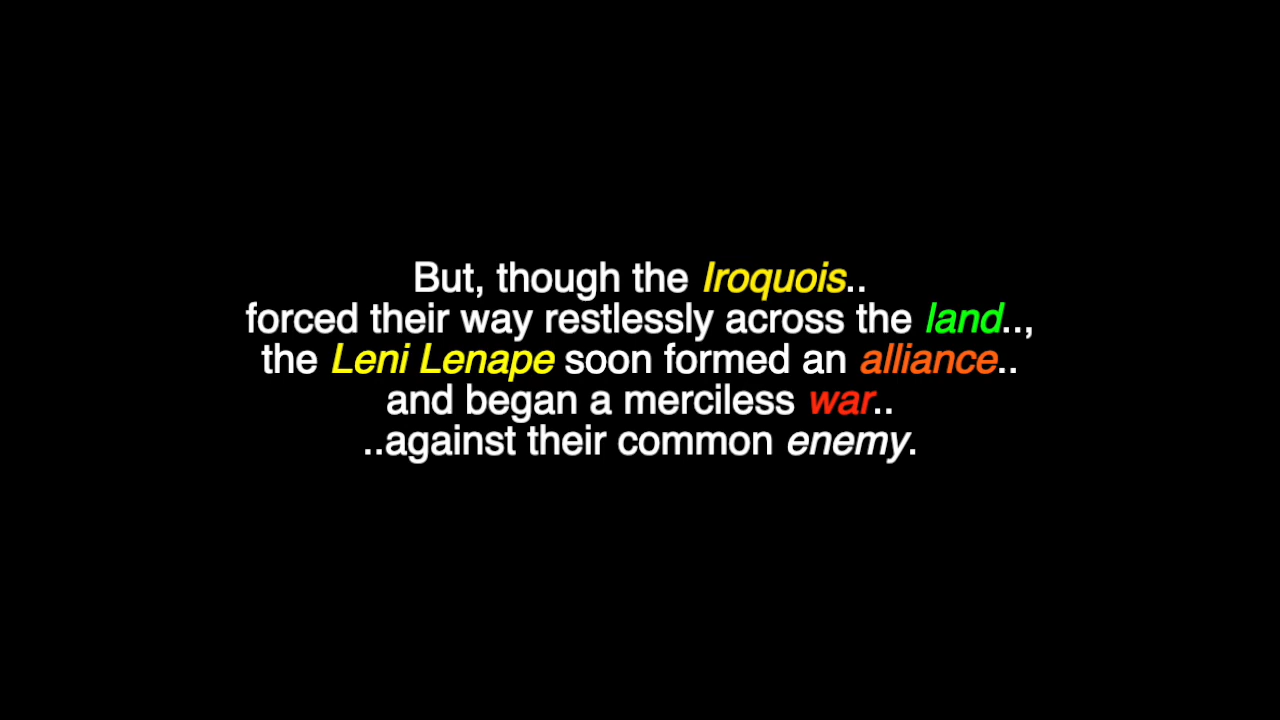 But, though the Iroquois..
forced their way restlessly across the land..,
the Leni Lenape soon formed an alliance..
and began a merciless war..
..against their common enemy.